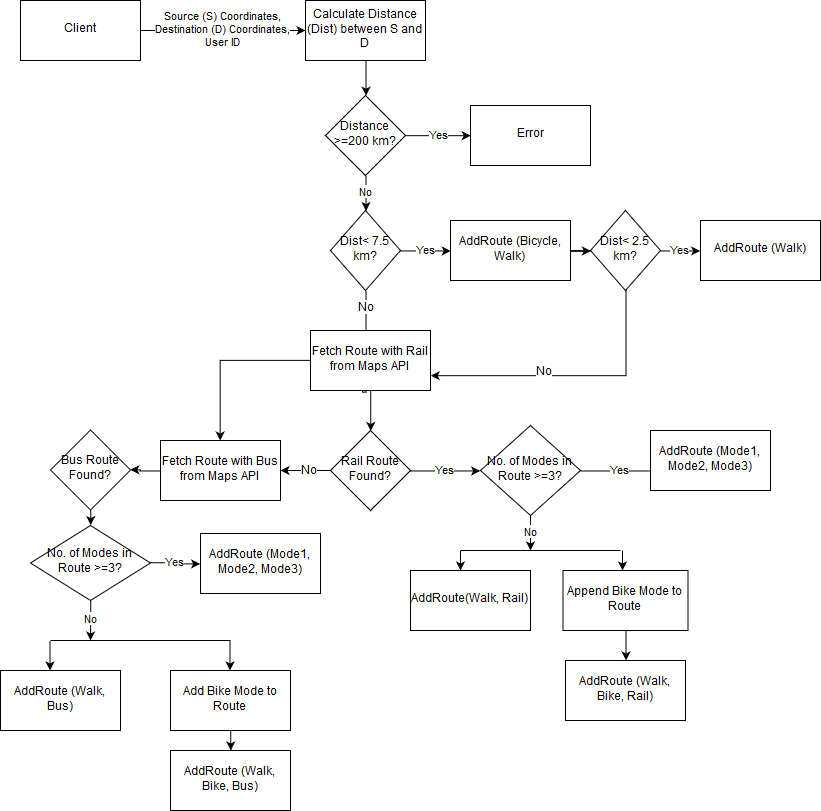 Client
Source (S) Coordinates,
Destination (D) Coordinates,
User ID
Calculate Distance
(Dist) between S and
D
Distance
>=200 km?
Yes
Error
No
Dist< 7.5
km?
Yes
AddRoute (Bicycle,
Walk)
Dist< 2.5
km?
Yes
AddRoute (Walk)
No
Fetch Route with Rail
from Maps API
No
Bus Route
Found?
Fetch Route with Bus
from Maps API
No
Rail Route
Found?
Yes
No. of Modes in
Route >=3?
Yes
AddRoute (Mode1,
Mode2, Mode3)
No
No. of Modes in
Route >=3?
Yes
AddRoute (Mode1,
Mode2, Mode3)
AddRoute(Walk, Rail)
Append Bike Mode to
Route
No
AddRoute (Walk,
Bus)
Add Bike Mode to
Route
AddRoute (Walk,
Bike, Rail)
AddRoute (Walk,
Bike, Bus)